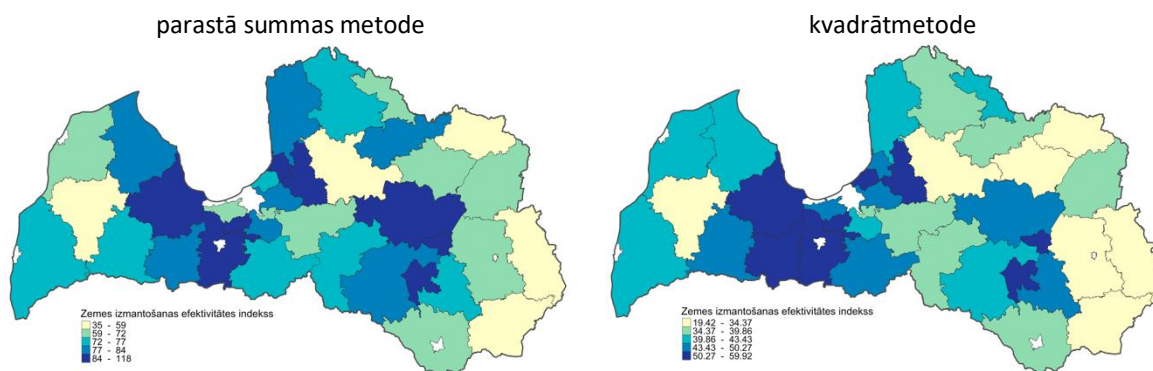 parastā summas metode
kvadrātmetode
Zemes izmantošanas efektivitātes indekss
35 - 59
59 - 72
72 - 77
77 - 84
84 - 118
Zemes izmantošanas efektivitātes indekss
19.42 - 34.37
34.37 - 39.86
39.86 - 43.43
43.43 - 50.27
50.27 - 59.92